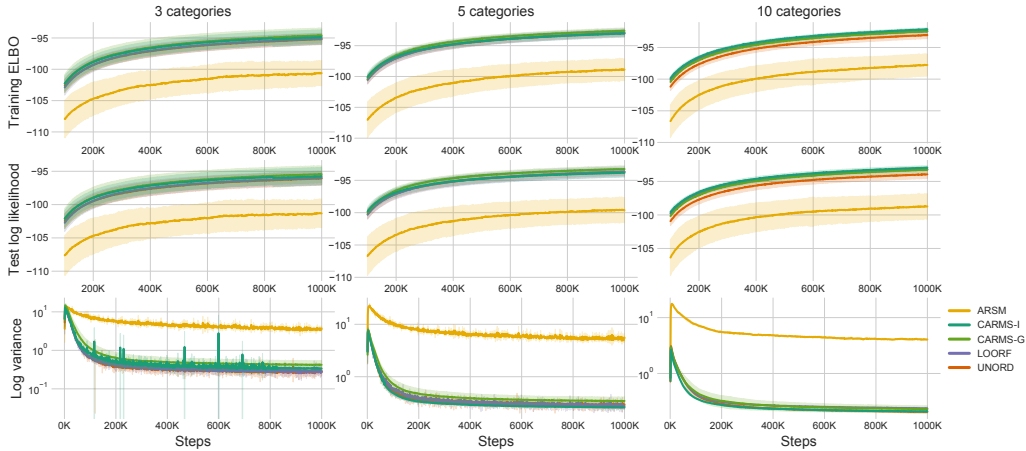 3 categories
5 categories
10 categories
Training ELBO
−95
−100
−105
−110
200K 400K 600K 800K 1000K
−95
−100
−105
−110
200K 400K 600K 800K 1000K
−95
−100
−105
200K 400K 600K 800K 1000K
Test log likelihood
−95
−100
−105
−110
200K 400K 600K 800K 1000K
−95
−100
−105
−110
200K 400K 600K 800K 1000K
−95
−100
−105
200K 400K 600K 800K 1000K
Log variance
10¹
10⁰
10⁻¹
0K 200K 400K 600K 800K 1000K
Steps
10¹
10⁰
0K 200K 400K 600K 800K 1000K
Steps
10¹
10⁰
0K 200K 400K 600K 800K 1000K
Steps
ARSM
CARMS-I
CARMS-G
LOORF
UNORD